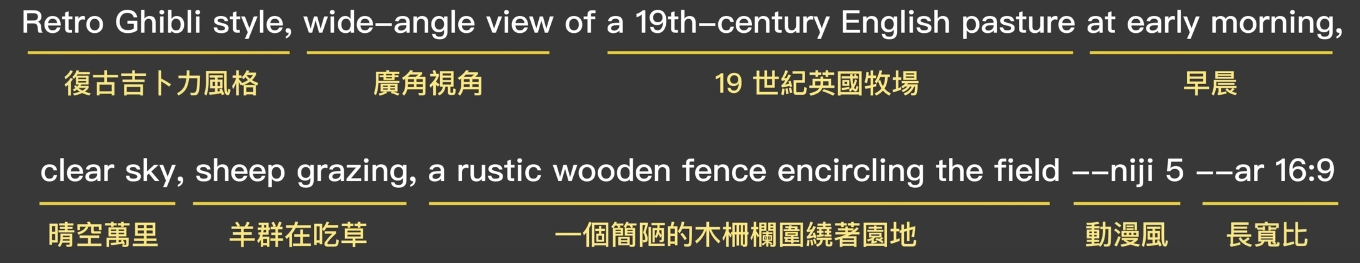 Retro Ghibli style, wide-angle view of a 19th-century English pasture at early morning,
復古吉卜力風格 廣角視角 19 世紀英國牧場 早晨
clear sky, sheep grazing, a rustic wooden fence encircling the field --niji 5 --ar 16:9
晴空萬里 羊群在吃草 一個簡陋的木柵欄圍繞著園地 動漫風 長寬比